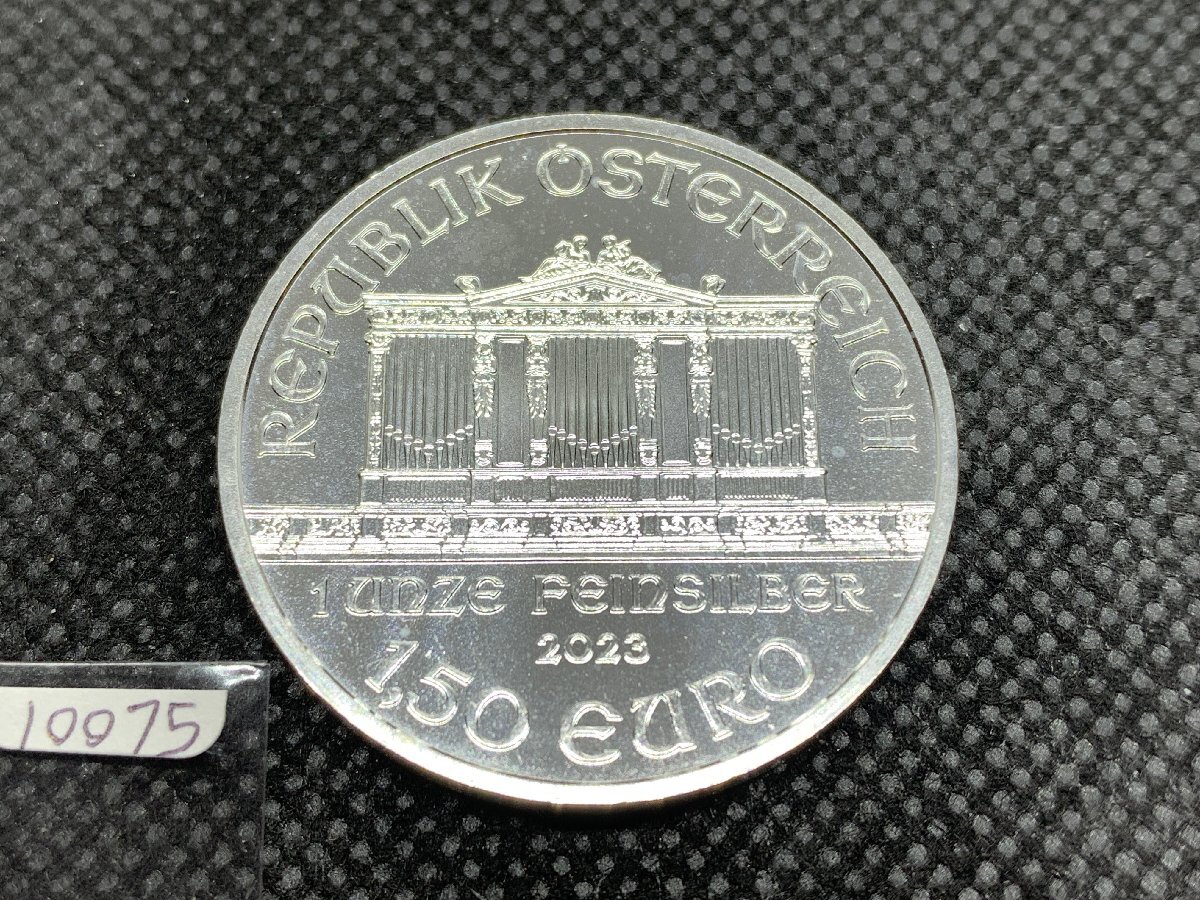 REPUBLIK ÖSTERREICH
1 UNZE FEINSILBER
2023
1,50 EURO
10075